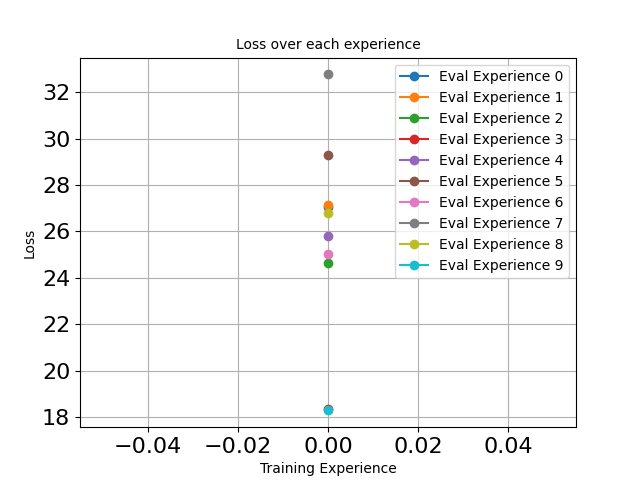 Loss over each experience
Eval Experience 0
Eval Experience 1
Eval Experience 2
Eval Experience 3
Eval Experience 4
Eval Experience 5
Eval Experience 6
Eval Experience 7
Eval Experience 8
Eval Experience 9
32
30
28
26
24
22
20
18
Loss
−0.04 −0.02 0.00 0.02 0.04
Training Experience